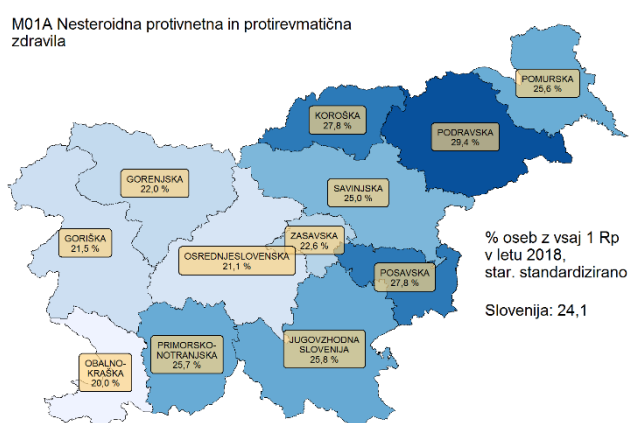 M01A Nesteroidna protivnetna in protirevmatična
zdravila
POMURSKA
25,6 %
KOROŠKA
27,8 %
PODRAVSKA
29,4 %
GORENJSKA
22,0 %
SAVINJSKA
25,0 %
GORIŠKA
21,5 %
ZASAVSKA
22,6 %
OSREDNJESLOVENSKA
21,1 %
POSAVSKA
27,8 %
% oseb z vsaj 1 Rp
v letu 2018,
star. standardizirano
Slovenija: 24,1
PRIMORSKO-
NOTRANJSKA
25,7 %
JUGOVZHODNA
SLOVENIJA
25,8 %
OBALNO-
KRAŠKA
20,0 %